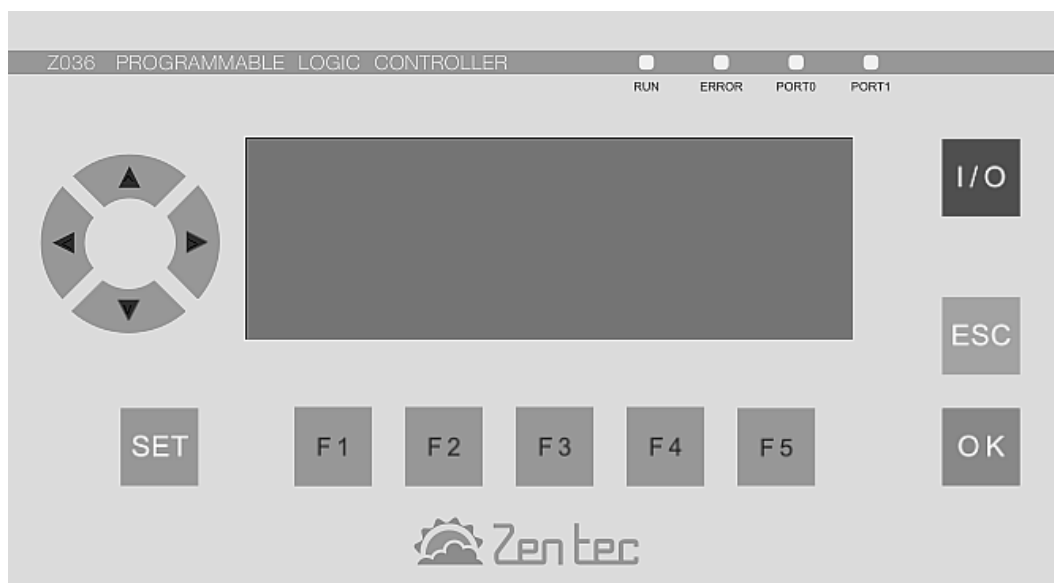 Z036 PROGRAMMABLE LOGIC CONTROLLER
RUN ERROR PORT0 PORT1
I/O
ESC
SET F1 F2 F3 F4 F5 OK
Zentec